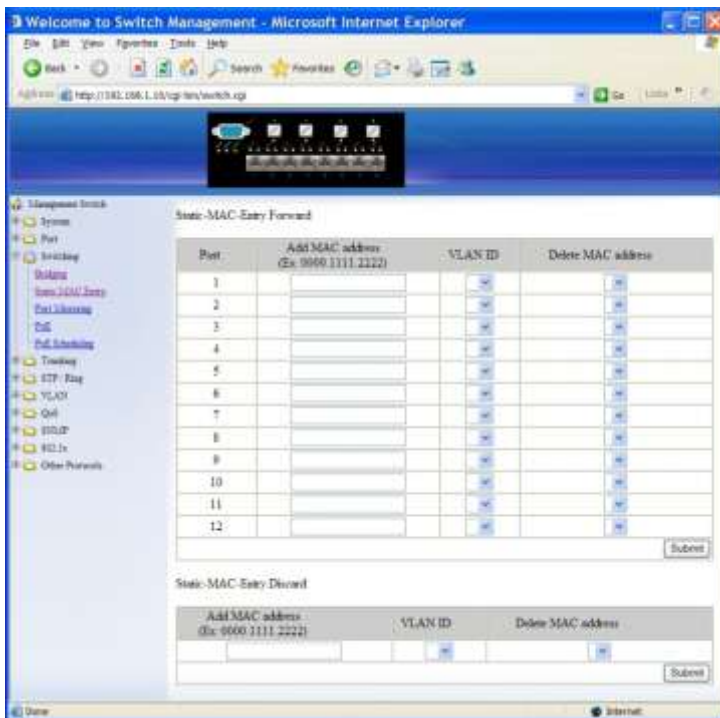 Welcome to Switch Management - Microsoft Internet Explorer
File Edit View Favorites Tools Help
Back Search Favorites
Address Go Links
Management Switch
System
Port
Switching
Bridging
Static MAC Entry
Port Mirroring
PoE
PoE Scheduling
Trunking
STP / Ring
VLAN
QoS
SNMP
802.1x
Other Protocols
Static-MAC-Entry Forward
Port Add MAC address (Ex: 0000.1111.2222) VLAN ID Delete MAC address
1
2
3
4
5
6
7
8
9
10
11
12
Submit
Static-MAC-Entry Discard
Add MAC address (Ex: 0000.1111.2222) VLAN ID Delete MAC address
Submit
Done Internet